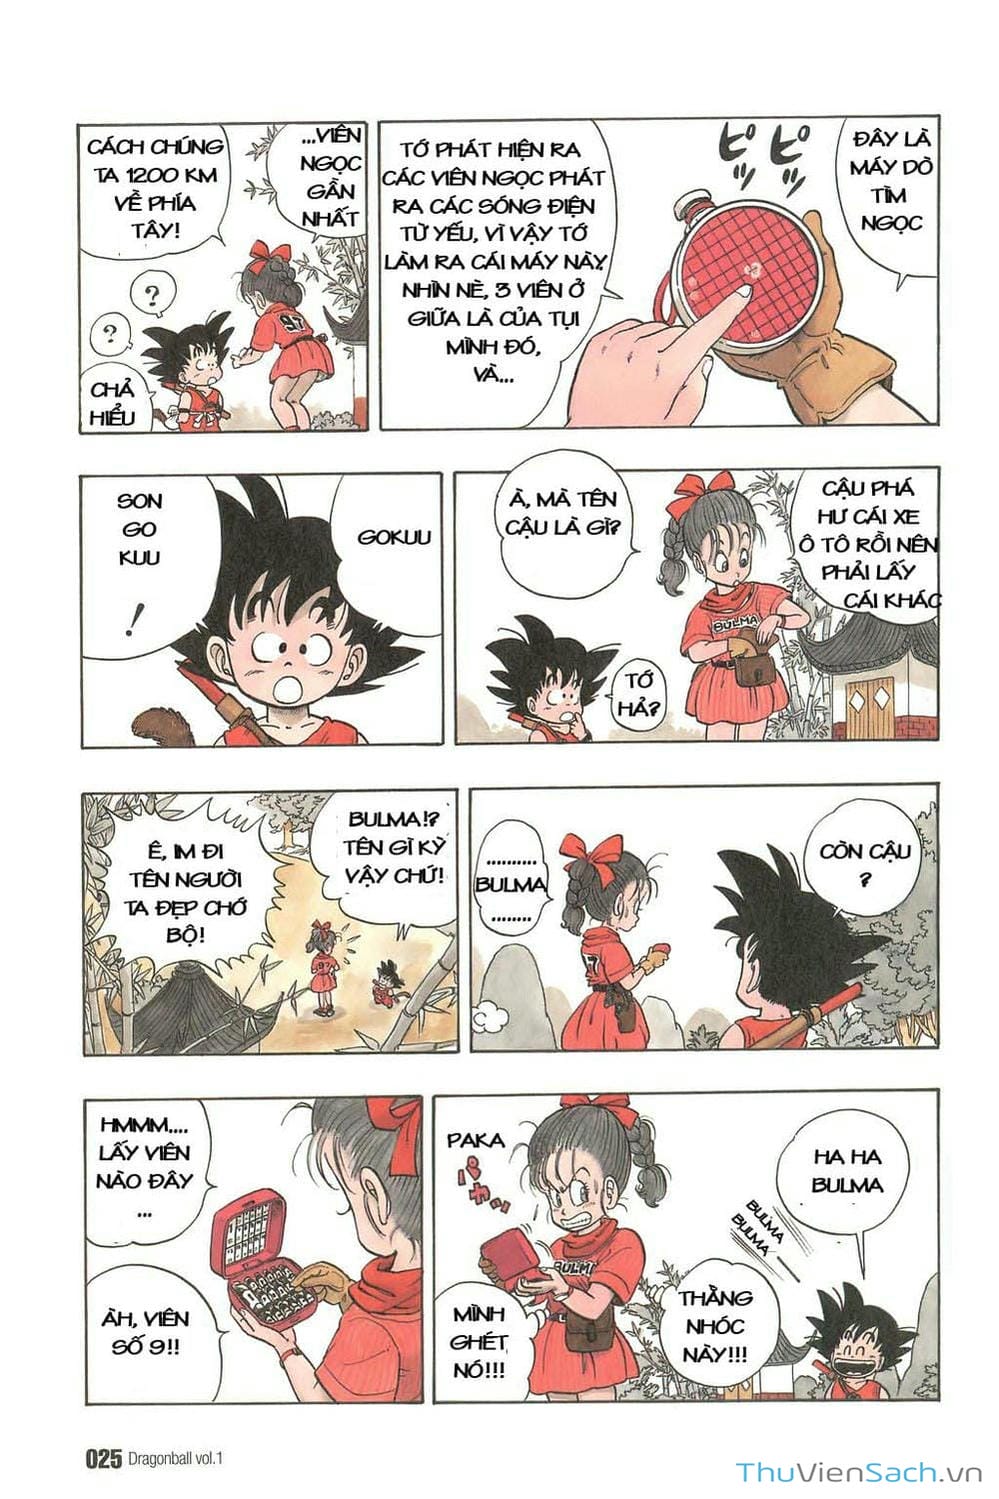 ĐÂY LÀ
MÁY DÒ
TÌM
NGỌC
ピピ
TỚ PHÁT HIỆN RA
CÁC VIÊN NGỌC PHÁT
RA CÁC SÓNG ĐIỆN
TỪ YẾU, VÌ VẬY TỚ
LÀM RA CÁI MÁY NÀY.
NHÌN NÈ, 3 VIÊN Ở
GIỮA LÀ CỦA TỤI
MÌNH ĐÓ,
VÀ...
...VIÊN
NGỌC
GẦN
NHẤT
CÁCH CHÚNG
TA 1200 KM
VỀ PHÍA
TÂY!
97
?
?
CHẢ
HIỂU
CẬU PHÁ
HƯ CÁI XE
Ô TÔ RỒI NÊN
PHẢI LẤY
CÁI KHÁC
À, MÀ TÊN
CẬU LÀ GÌ?
BULMA
TỚ
HẢ?
GOKUU
SON
GO
KUU
!
CÒN CẬU
?
...........
BULMA
.........
7
BULMA!?
TÊN GÌ KỲ
VẬY CHỨ!
Ê, IM ĐI
TÊN NGƯỜI
TA ĐẸP CHỚ
BỘ!
97
HA HA
BULMA
BULMA
BULMA
PAKA
パカッ
BULMA
THẰNG
NHÓC
NÀY!!!
MÌNH
GHÉT
NÓ!!!
HMMM....
LẤY VIÊN
NÀO ĐÂY
...
ÀH, VIÊN
SỐ 9!!
025 Dragonball vol.1
ThuVienSach.vn